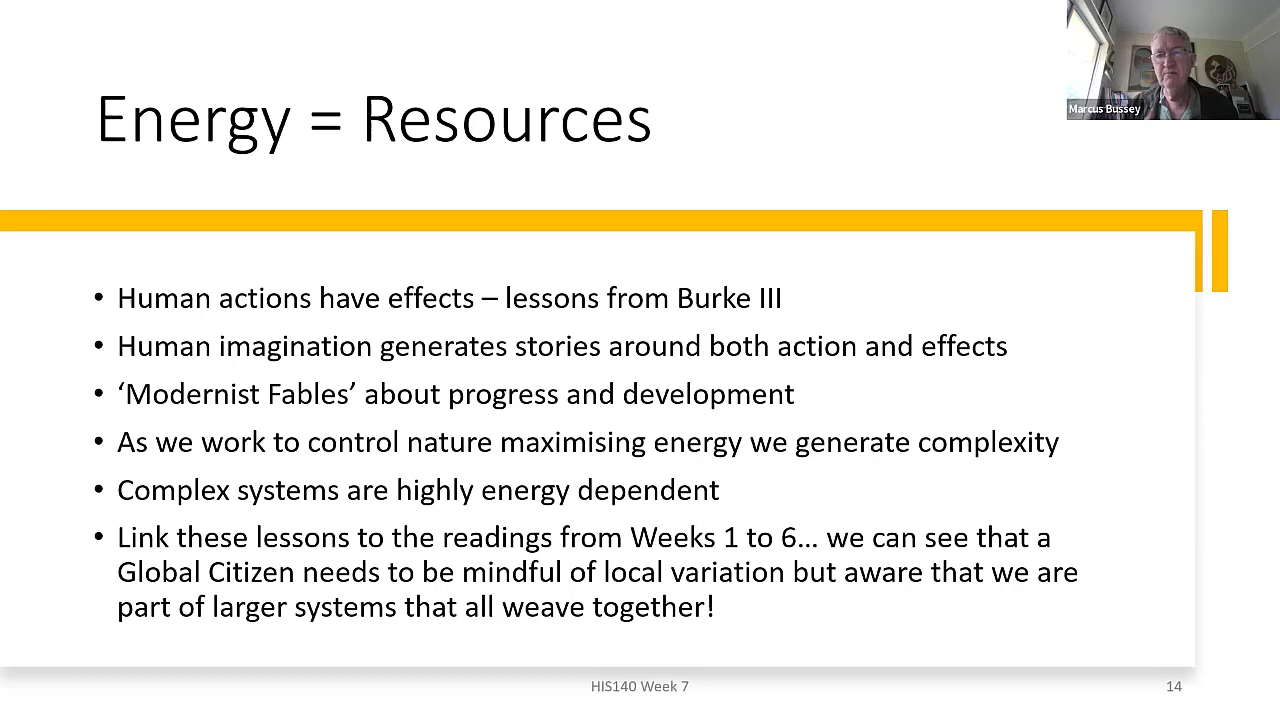 Marcus Bussey
Energy = Resources
• Human actions have effects – lessons from Burke III
• Human imagination generates stories around both action and effects
• ‘Modernist Fables’ about progress and development
• As we work to control nature maximising energy we generate complexity
• Complex systems are highly energy dependent
• Link these lessons to the readings from Weeks 1 to 6… we can see that a
Global Citizen needs to be mindful of local variation but aware that we are
part of larger systems that all weave together!
HIS140 Week 7
14